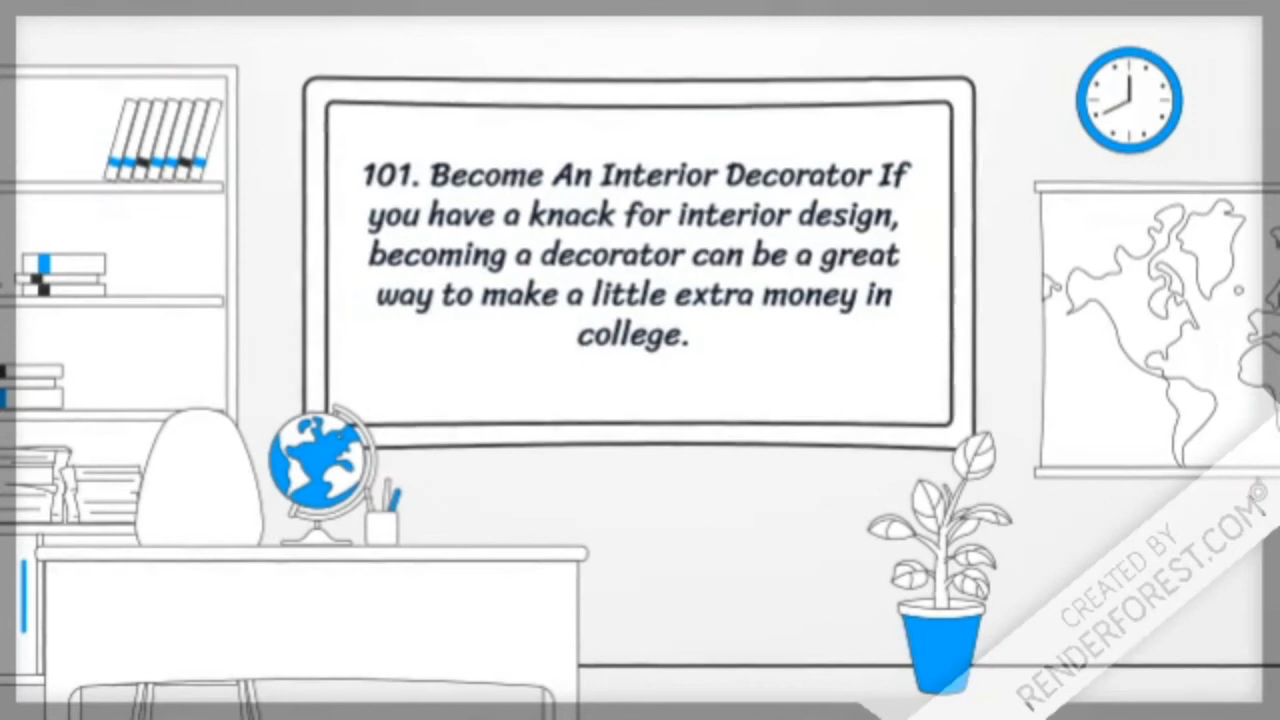 101. Become An Interior Decorator If
you have a knack for interior design,
becoming a decorator can be a great
way to make a little extra money in
college.
CREATED BY
RENDERFOREST.COM